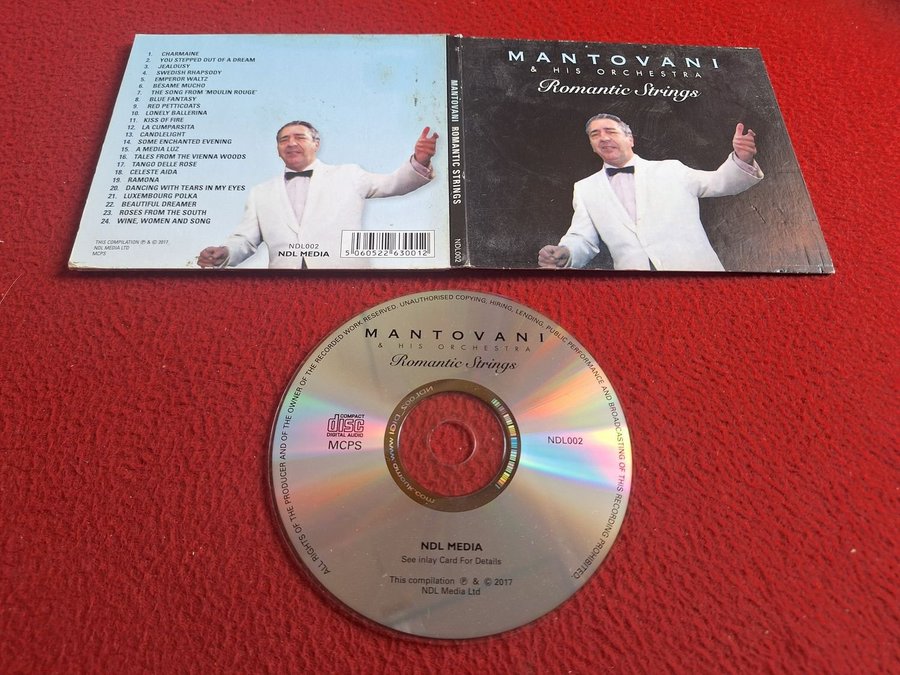 1. CHARMAINE
2. YOU STEPPED OUT OF A DREAM
3. JEALOUSY
4. SWEDISH RHAPSODY
5. EMPEROR WALTZ
6. BESAME MUCHO
7. THE SONG FROM 'MOULIN ROUGE'
8. BLUE FANTASY
9. RED PETTICOATS
10. LONELY BALLERINA
11. KISS OF FIRE
12. LA CUMPARSITA
13. CANDLELIGHT
14. SOME ENCHANTED EVENING
15. A MEDIA LUZ
16. TALES FROM THE VIENNA WOODS
17. TANGO DELLE ROSE
18. CELESTE AIDA
19. RAMONA
20. DANCING WITH TEARS IN MY EYES
21. LUXEMBOURG POLKA
22. BEAUTIFUL DREAMER
23. ROSES FROM THE SOUTH
24. WINE, WOMEN AND SONG
THIS COMPILATION ℗ & © 2017
NDL MEDIA LTD
MCPS
NDL002
NDL MEDIA
5 060522 630012
MANTOVANI ROMANTIC STRINGS
NDL002
MANTOVANI
& HIS ORCHESTRA
Romantic Strings
ALL RIGHTS OF THE PRODUCER AND OF THE OWNER OF THE RECORDED WORK RESERVED. UNAUTHORISED COPYING, HIRING, LENDING, PUBLIC PERFORMANCE AND BROADCASTING OF THIS RECORDING PROHIBITED.
MANTOVANI
& HIS ORCHESTRA
Romantic Strings
COMPACT
disc
DIGITAL AUDIO
MCPS
NDL002
NDL MEDIA
See inlay Card For Details
This compilation ℗ & © 2017
NDL Media Ltd